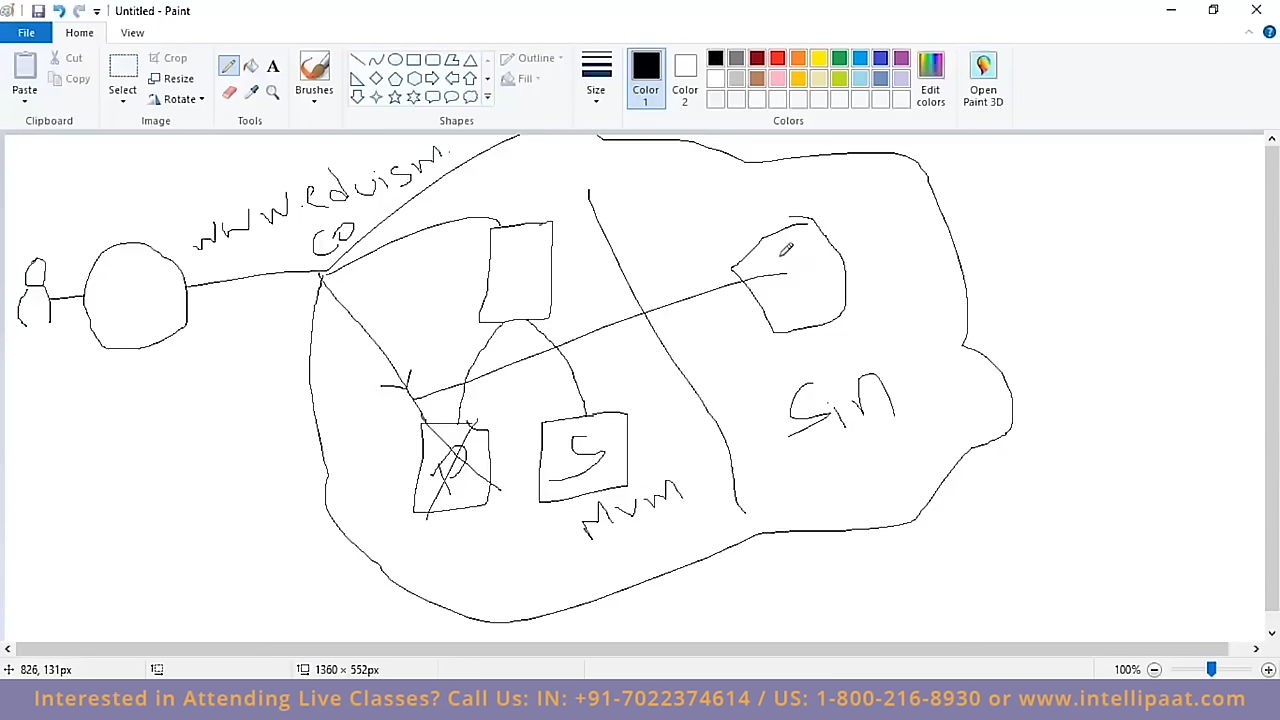 Untitled - Paint
File Home View
Cut
Copy
Paste
Clipboard
Crop
Resize
Rotate
Select
Image
A
Tools
Brushes
Shapes
Outline
Fill
Size
Color 1
Color 2
Edit colors
Colors
Open Paint 3D
www.eduism.
CO
P
S
Mum
Sin
826, 131px
1360 × 552px
100%
Interested in Attending Live Classes? Call Us: IN: +91-7022374614 / US: 1-800-216-8930 or www.intellipaat.com